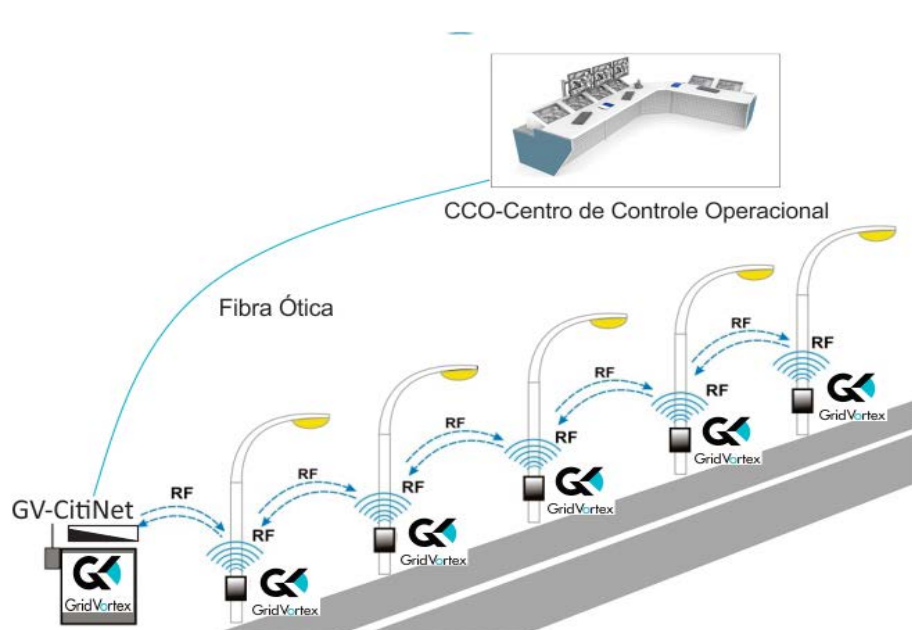 CCO-Centro de Controle Operacional
Fibra Ótica
RF
RF
GridVortex
RF
RF
GridVortex
RF
RF
GridVortex
RF
RF
GridVortex
RF
RF
GridVortex
GV-CitiNet
GridVortex